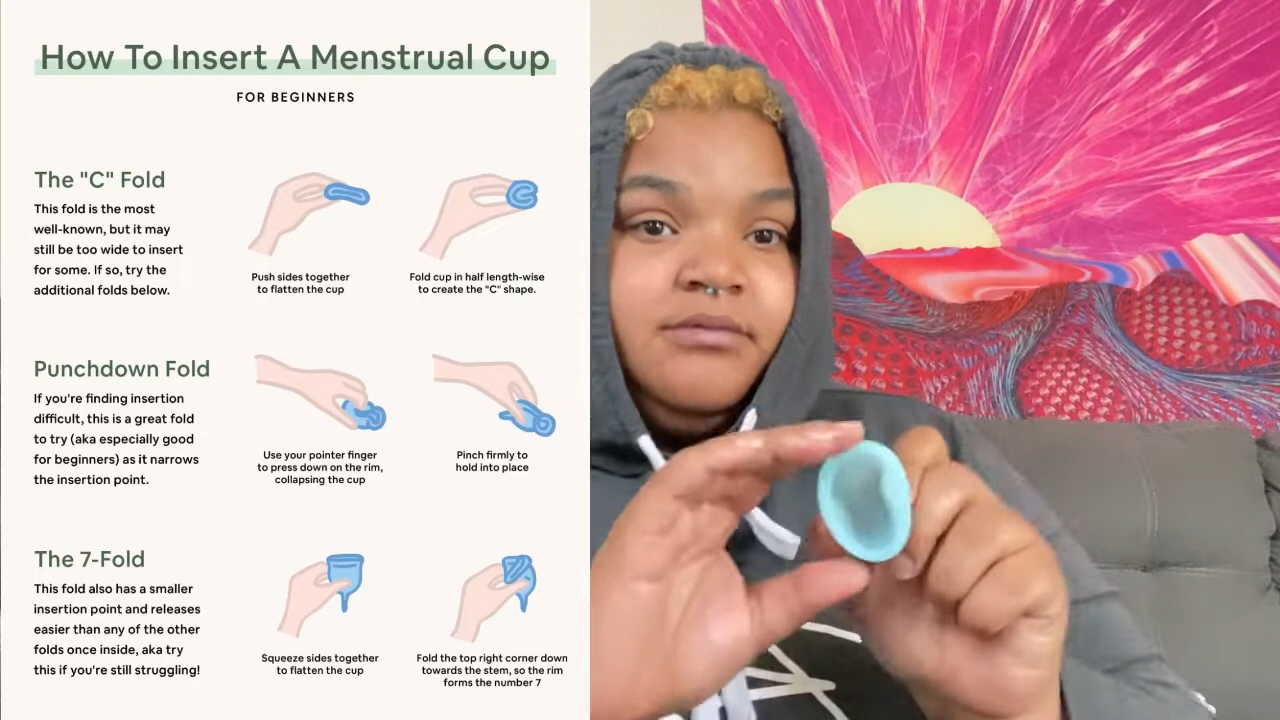 How To Insert A Menstrual Cup
FOR BEGINNERS
The "C" Fold
This fold is the most
well-known, but it may
still be too wide to insert
for some. If so, try the
additional folds below.
Push sides together
to flatten the cup
Fold cup in half length-wise
to create the "C" shape.
Punchdown Fold
If you're finding insertion
difficult, this is a great fold
to try (aka especially good
for beginners) as it narrows
the insertion point.
Use your pointer finger
to press down on the rim,
collapsing the cup
Pinch firmly to
hold into place
The 7-Fold
This fold also has a smaller
insertion point and releases
easier than any of the other
folds once inside, aka try
this if you're still struggling!
Squeeze sides together
to flatten the cup
Fold the top right corner down
towards the stem, so the rim
forms the number 7